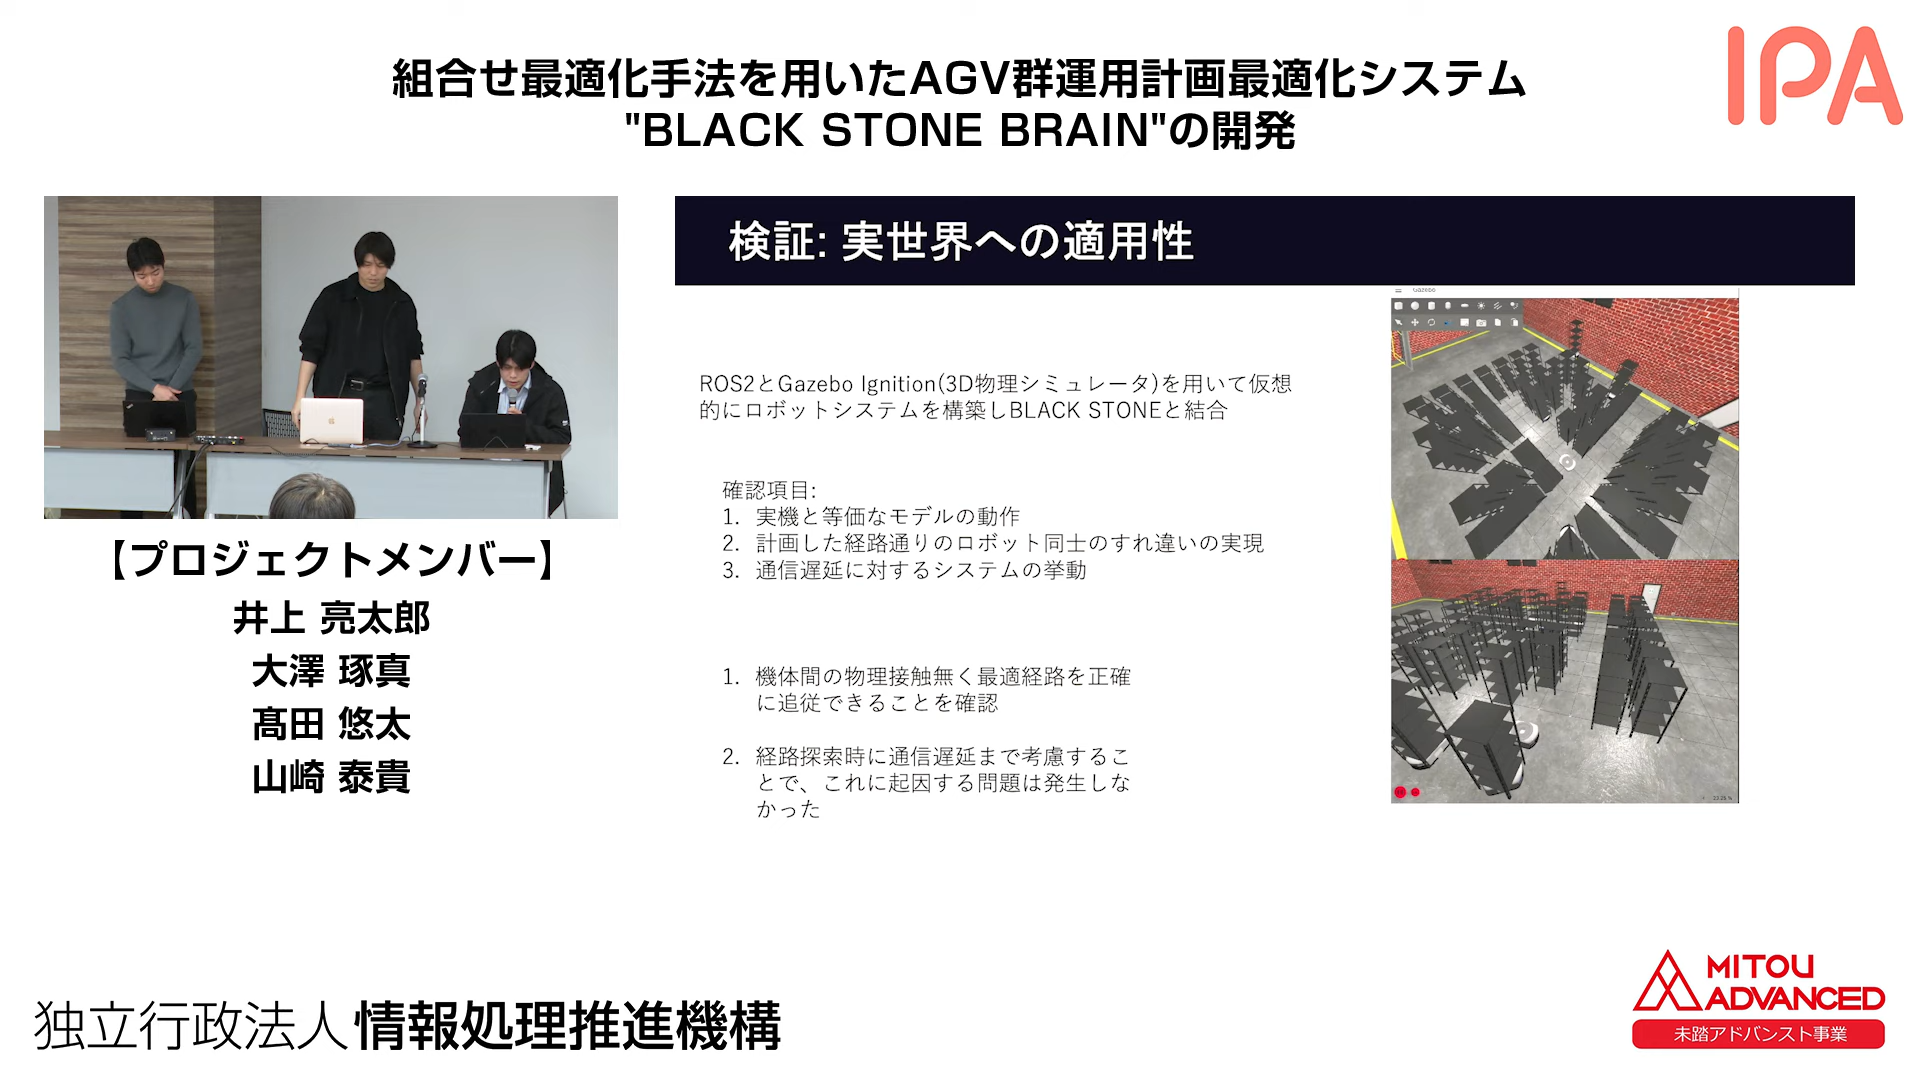 組合せ最適化手法を用いたAGV群運用計画最適化システム
"BLACK STONE BRAIN"の開発
IPA
検証: 実世界への適用性
Gazebo
ROS2とGazebo Ignition(3D物理シミュレータ)を用いて仮想
的にロボットシステムを構築しBLACK STONEと結合
確認項目:
1. 実機と等価なモデルの動作
2. 計画した経路通りのロボット同士のすれ違いの実現
3. 通信遅延に対するシステムの挙動
1. 機体間の物理接触無く最適経路を正確
に追従できることを確認
2. 経路探索時に通信遅延まで考慮するこ
とで、これに起因する問題は発生しな
かった
【プロジェクトメンバー】
井上 亮太郎
大澤 琢真
髙田 悠太
山崎 泰貴
独立行政法人情報処理推進機構
MITOU
ADVANCED
未踏アドバンスト事業